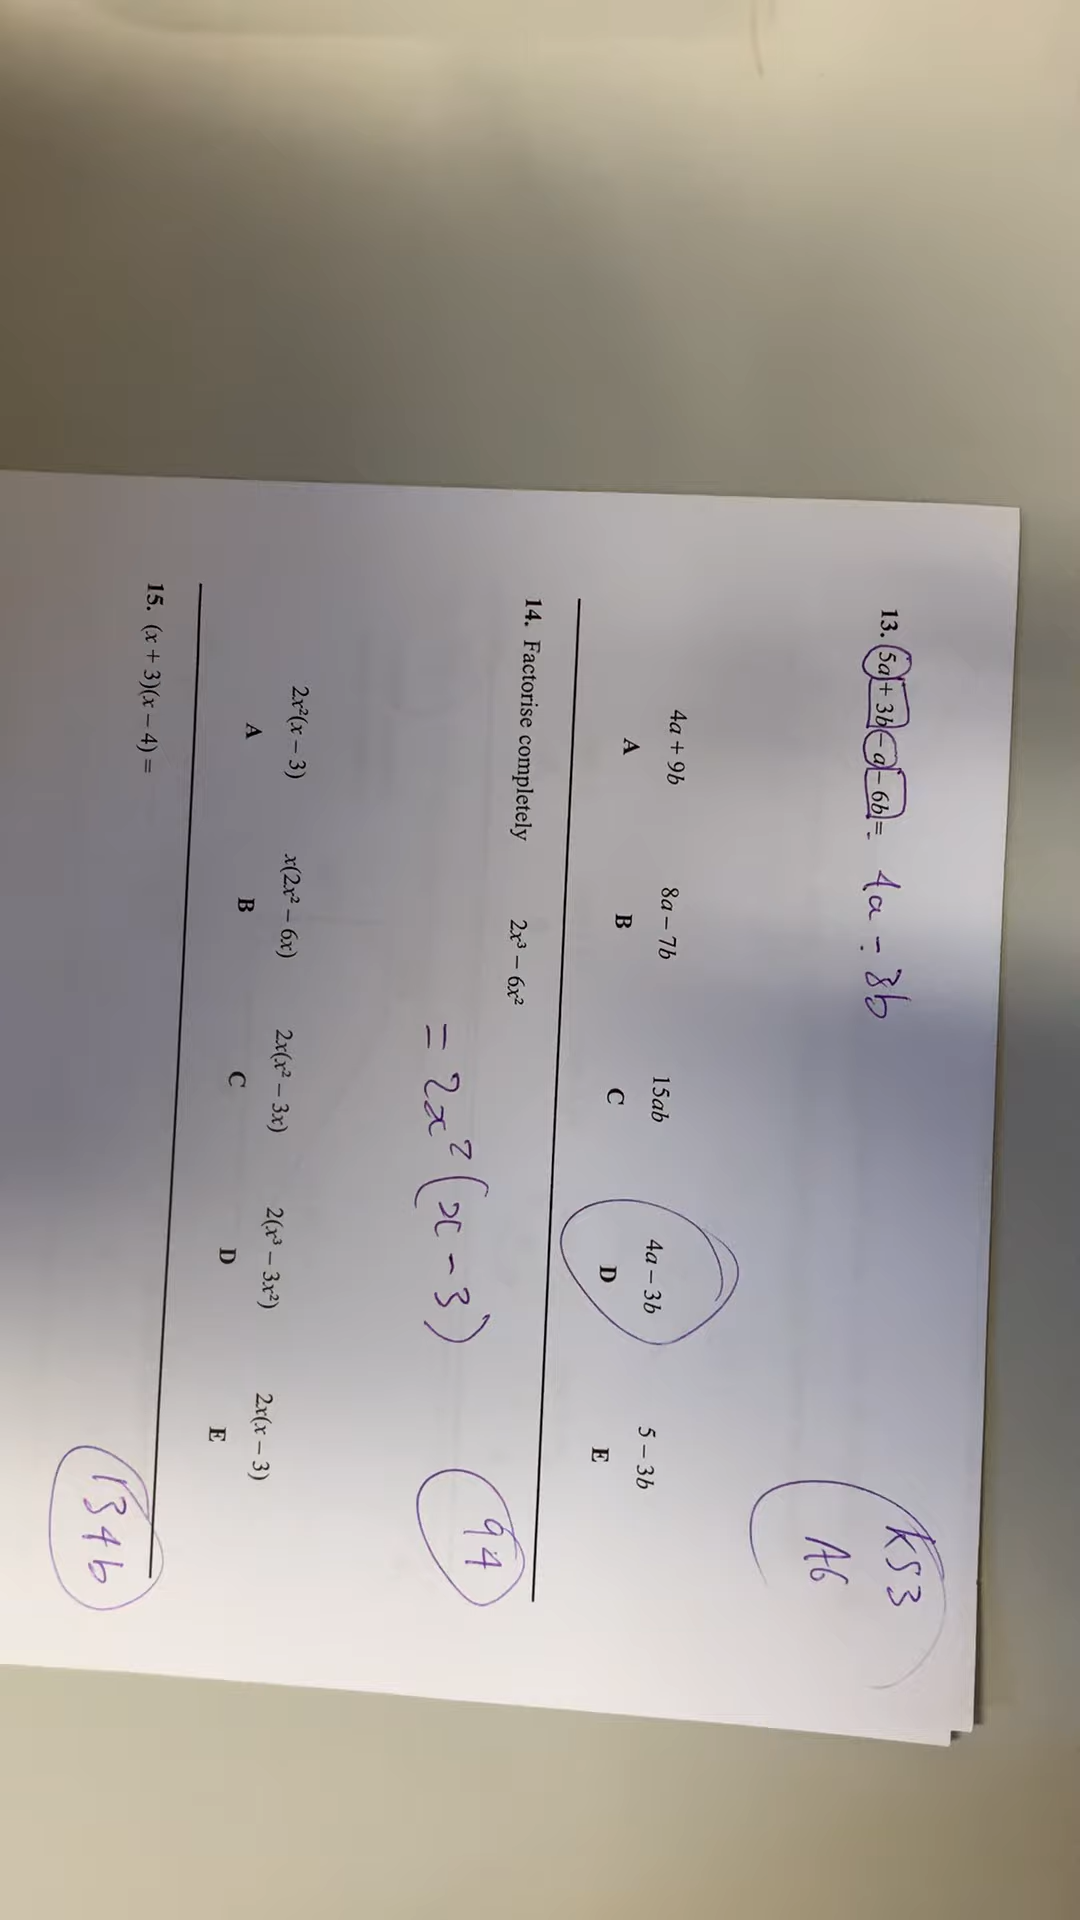 KS3
A6
13. 5a + 3b - a - 6b = 4a - 3b
4a + 9b 8a - 7b 15ab 4a - 3b 5 - 3b
A B C D E
14. Factorise completely 2x³ - 6x²
= 2x²(x - 3)
94
2x²(x - 3) x(2x² - 6x) 2x(x² - 3x) 2(x³ - 3x²) 2x(x - 3)
A B C D E
134b
15. (x + 3)(x - 4) =